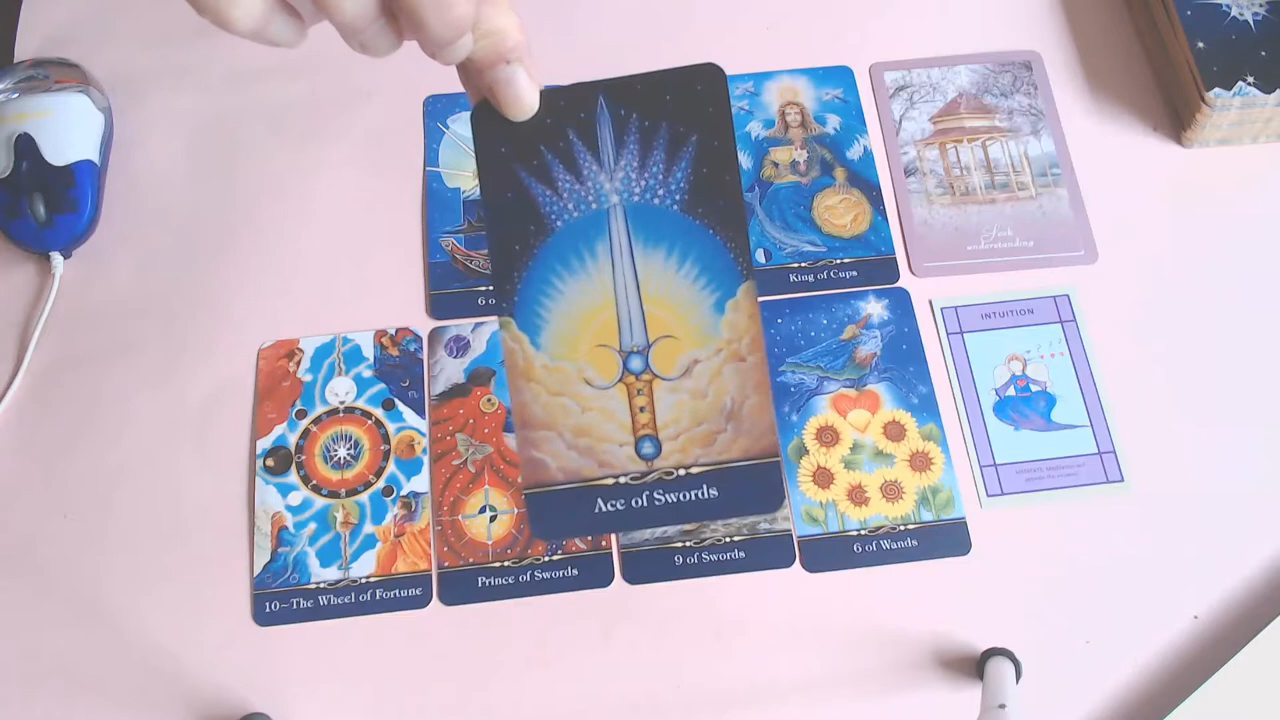 Seek
understanding
King of Cups
6 o
INTUITION
Ace of Swords
6 of Wands
9 of Swords
Prince of Swords
10~The Wheel of Fortune